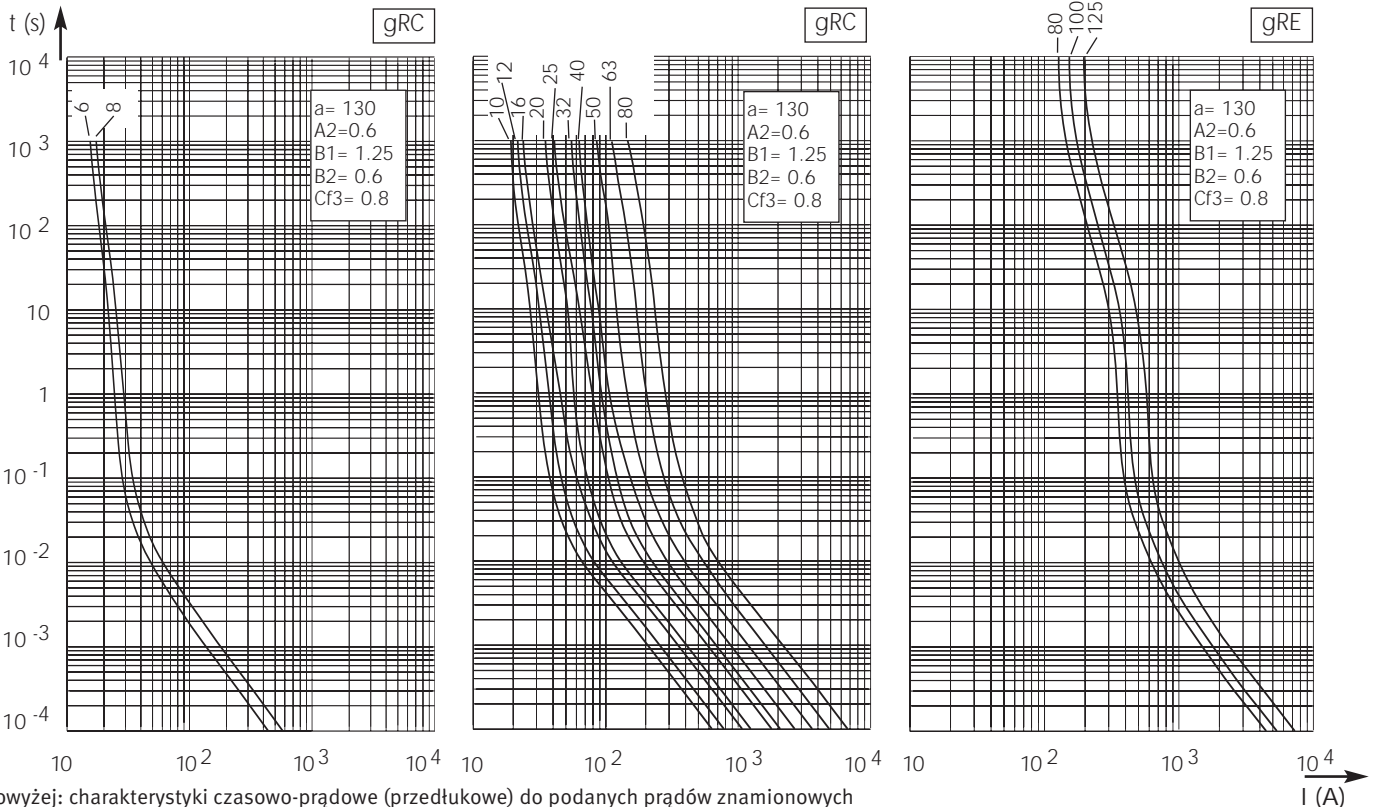 t (s)
gRC
gRC
gRE
10 4
10 3
10 2
10
1
10 -1
10 -2
10 -3
10 -4
6
8
a= 130
A2=0.6
B1= 1.25
B2= 0.6
Cf3= 0.8
10
12
16
20
25
32
40
50
63
80
a= 130
A2=0.6
B1= 1.25
B2= 0.6
Cf3= 0.8
80
100
125
a= 130
A2=0.6
B1= 1.25
B2= 0.6
Cf3= 0.8
10
10 2
10 3
10 4
10
10 2
10 3
10 4
10
10 2
10 3
10 4
I (A)
owyżej: charakterystyki czasowo-prądowe (przedłukowe) do podanych prądów znamionowych